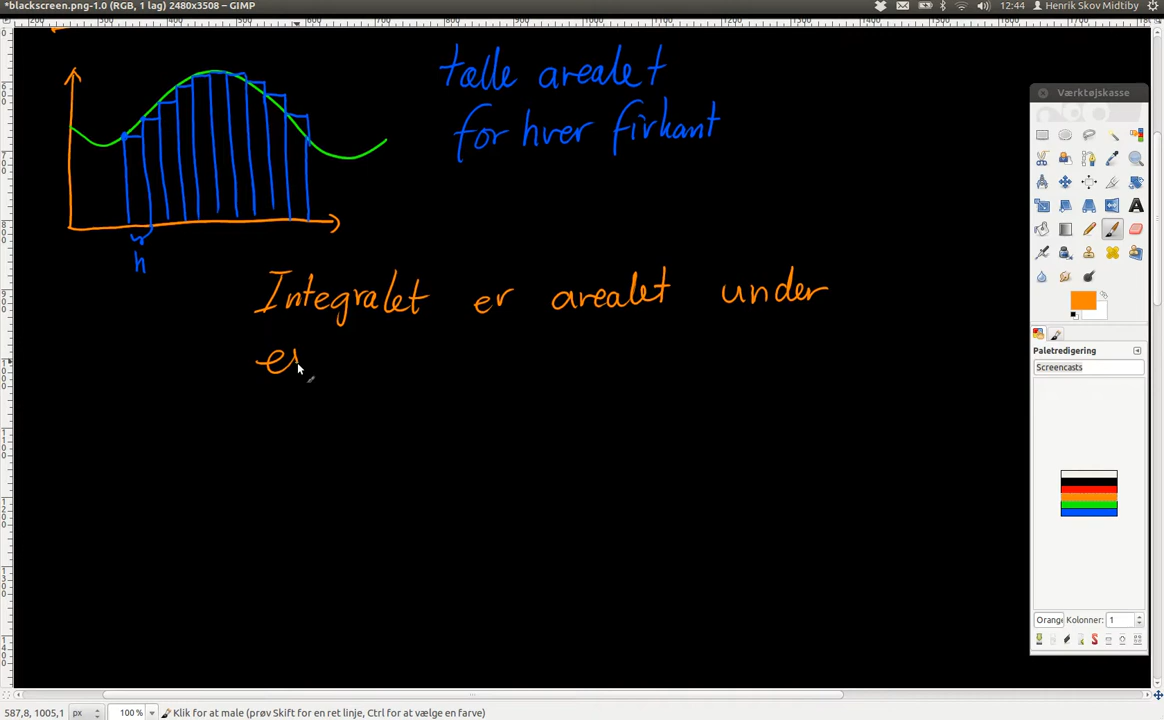 *blackscreen.png-1.0 (RGB, 1 lag) 2480x3508 – GIMP
12:44
Henrik Skov Midtiby
tælle arealet
for hver firkant
h
Integralet er arealet under
Værktøjskasse
Paletredigering
Screencasts
Orange
Kolonner:
1
587,8, 1005,1
px
100 %
Klik for at male (prøv Skift for en ret linje, Ctrl for at vælge en farve)